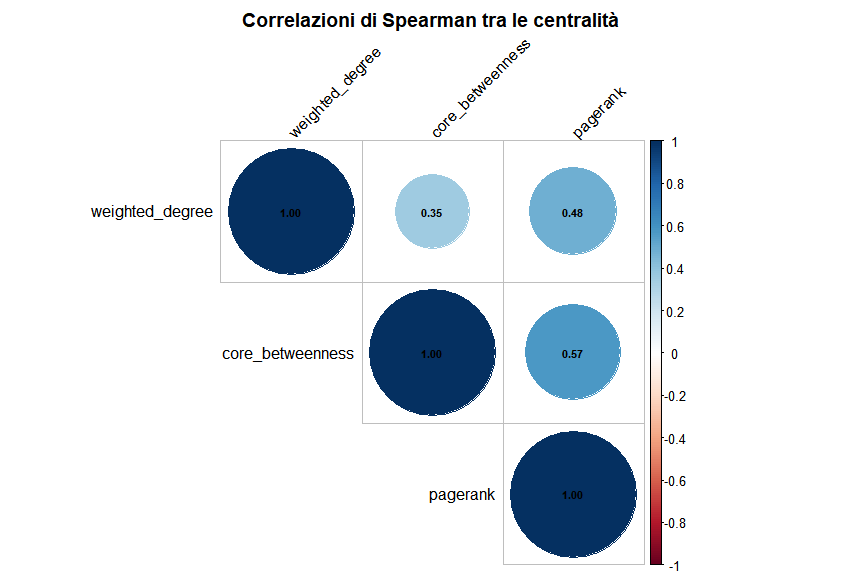 Correlazioni di Spearman tra le centralità
weighted_degree
core_betweenness
pagerank
weighted_degree
1.00
0.35
0.48
core_betweenness
1.00
0.57
pagerank
1.00
1
0.8
0.6
0.4
0.2
0
-0.2
-0.4
-0.6
-0.8
-1